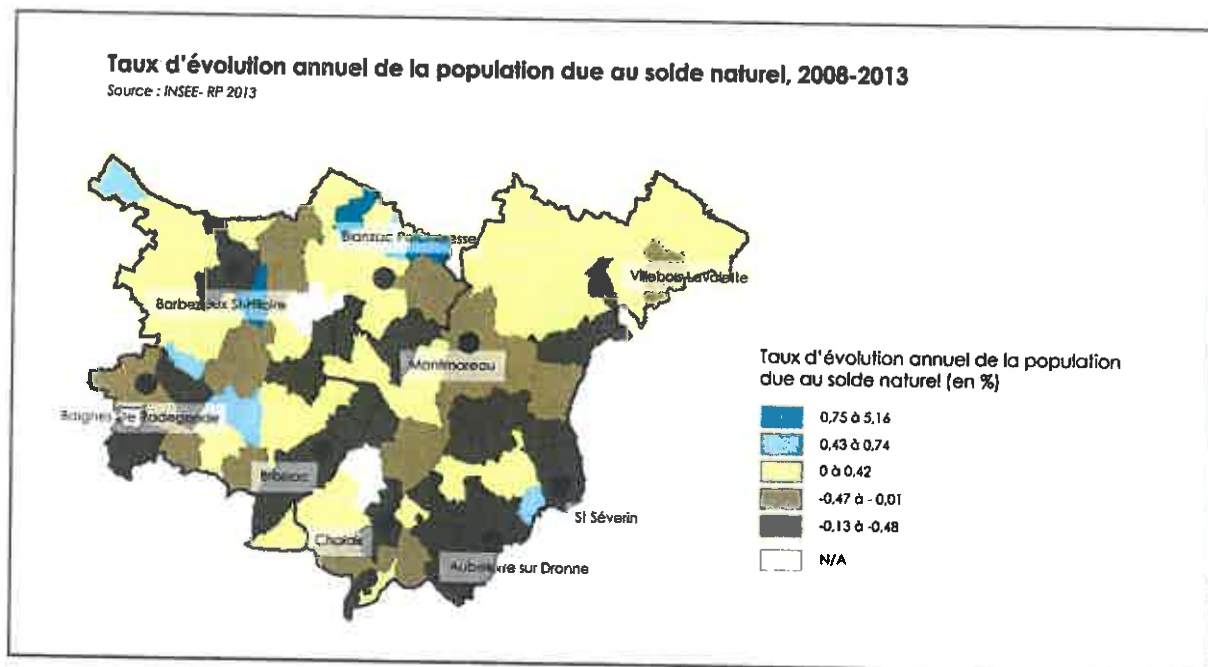 Taux d'évolution annuel de la population due au solde naturel, 2008-2013
Source : INSEE- RP 2013
Villebois Lavalette
Barbezieux St-Hilaire
Montmoreau
Taux d'évolution annuel de la population
due au solde naturel (en %)
0,75 à 5,16
0,43 à 0,74
0 à 0,42
-0,47 à - 0,01
-0,13 à -0,48
N/A
Baignes
Brossac
St Séverin
Chalais
Aubeterre sur Dronne